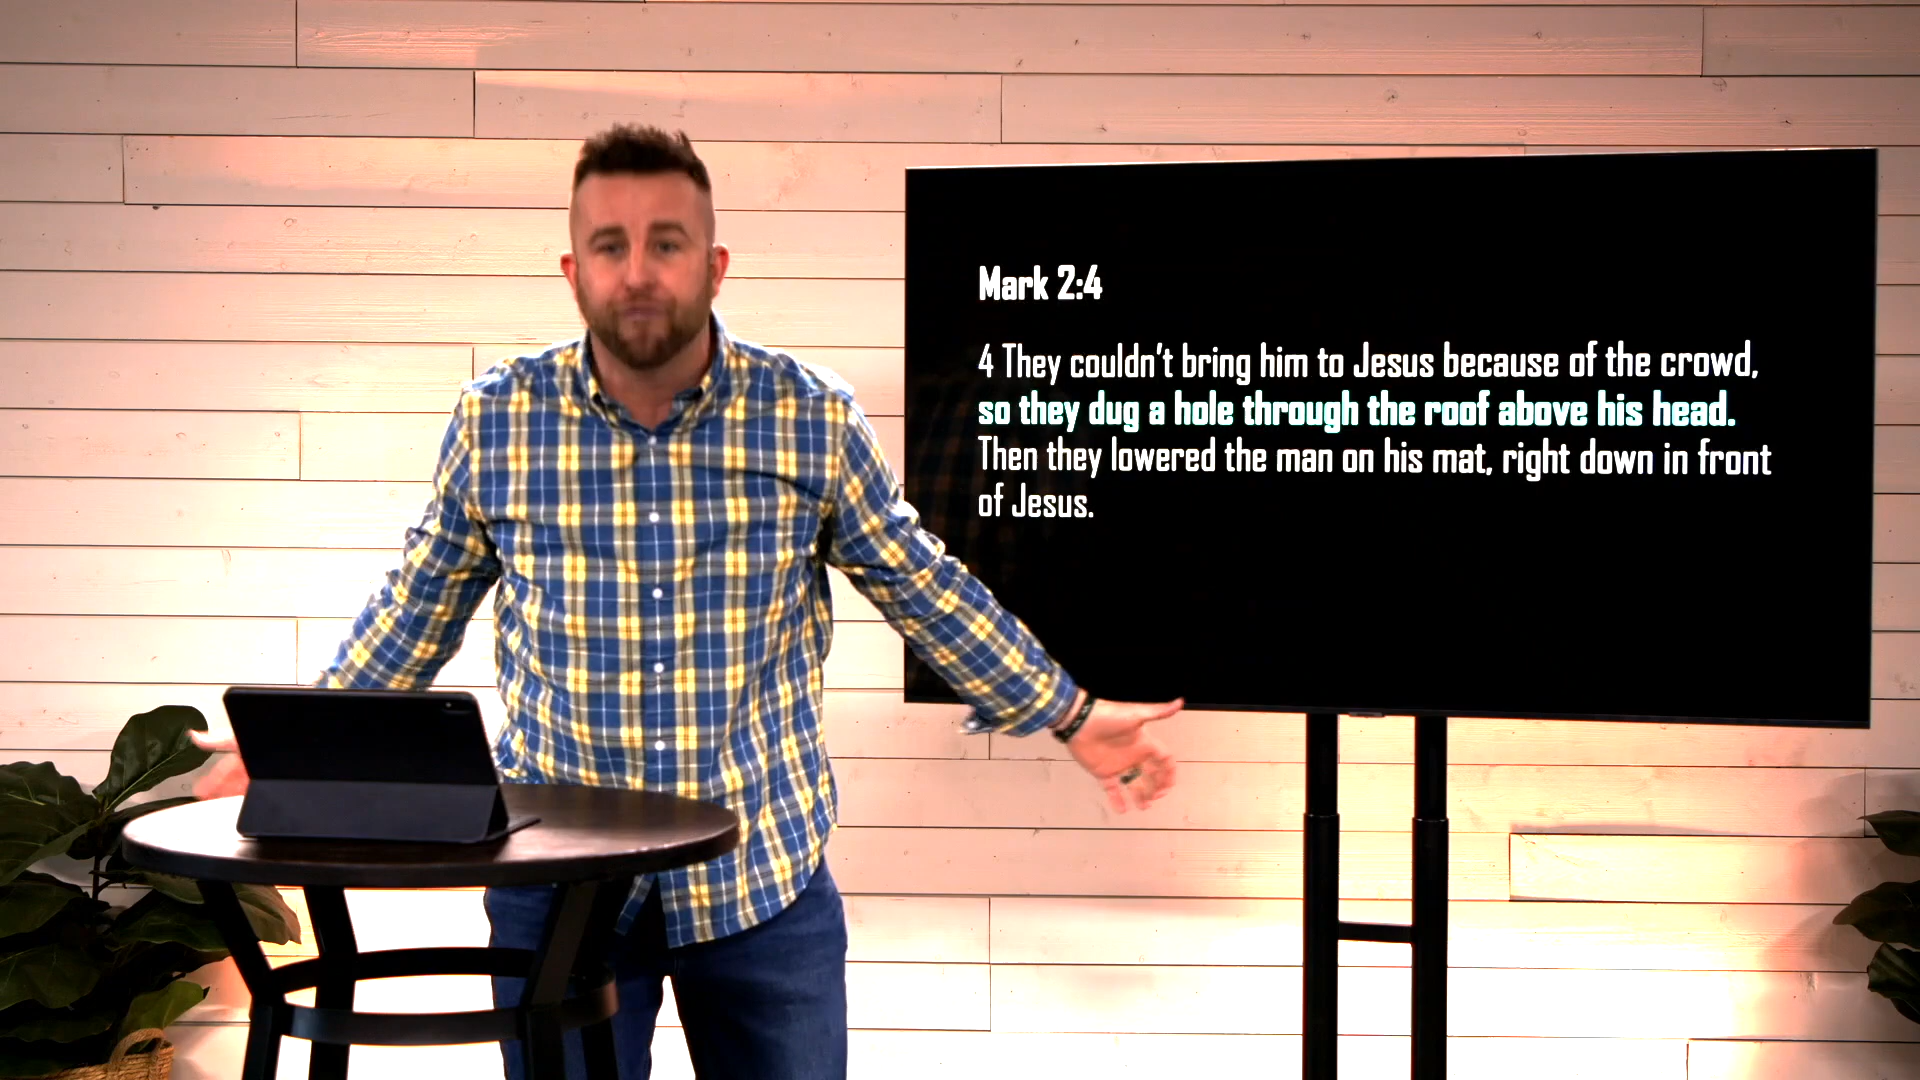 Mark 2:4
4 They couldn't bring him to Jesus because of the crowd,
so they dug a hole through the roof above his head.
Then they lowered the man on his mat, right down in front
of Jesus.